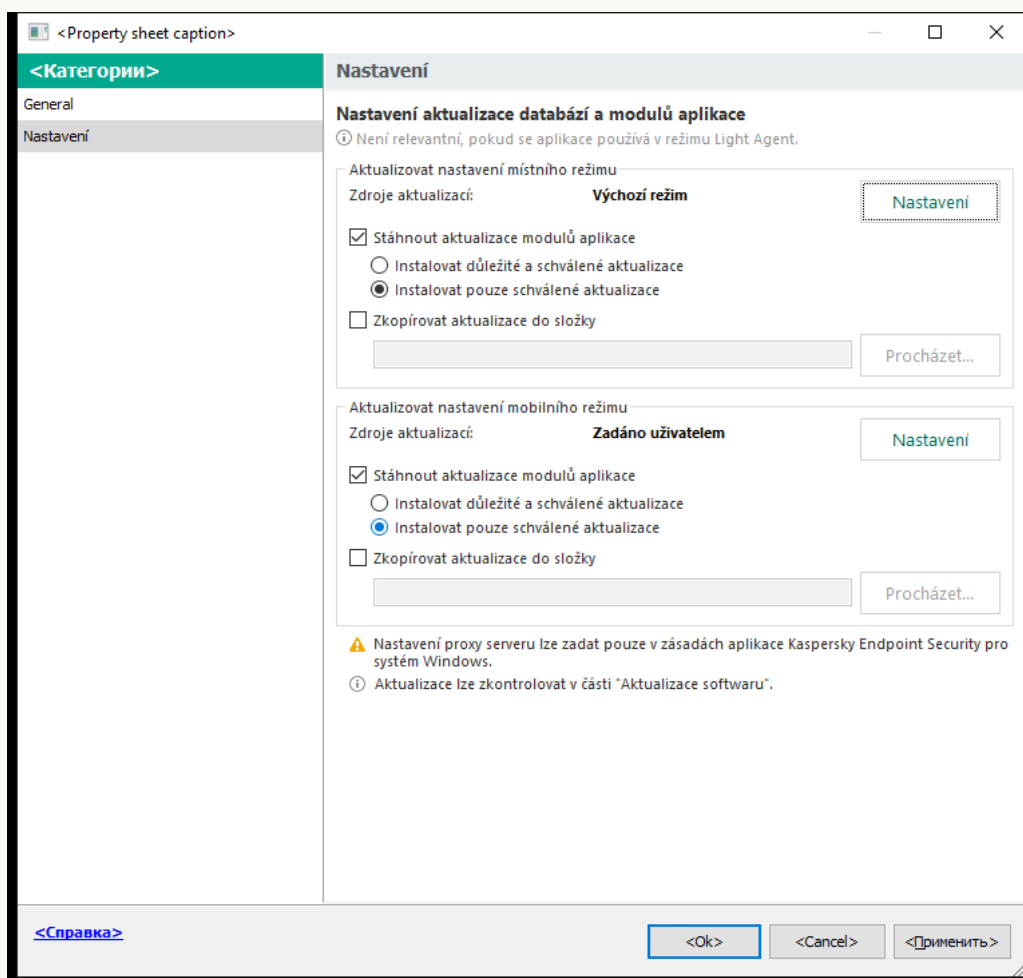 <Property sheet caption>
<Категории>
General
Nastavení
Nastavení
Nastavení aktualizace databází a modulů aplikace
Není relevantní, pokud se aplikace používá v režimu Light Agent.
Aktualizovat nastavení místního režimu
Zdroje aktualizací: Výchozí režim Nastavení
Stáhnout aktualizace modulů aplikace
Instalovat důležité a schválené aktualizace
Instalovat pouze schválené aktualizace
Zkopírovat aktualizace do složky
Procházet...
Aktualizovat nastavení mobilního režimu
Zdroje aktualizací: Zadáno uživatelem Nastavení
Stáhnout aktualizace modulů aplikace
Instalovat důležité a schválené aktualizace
Instalovat pouze schválené aktualizace
Zkopírovat aktualizace do složky
Procházet...
Nastavení proxy serveru lze zadat pouze v zásadách aplikace Kaspersky Endpoint Security pro
systém Windows.
Aktualizace lze zkontrolovat v části "Aktualizace softwaru".
<Справка>
<Ok> <Cancel> <Применить>